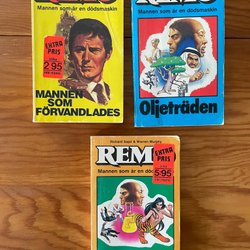 Mannen som är en dödsmaskin
EXTRA
PRIS
2:95
MANNEN
SOM
FÖRVANDLADES
Mannen som är en dödsmaskin
Oljeträden
Richard Sapir & Warren Murphy
REM
EXTRA
PRIS
Mannen som är en
5:95